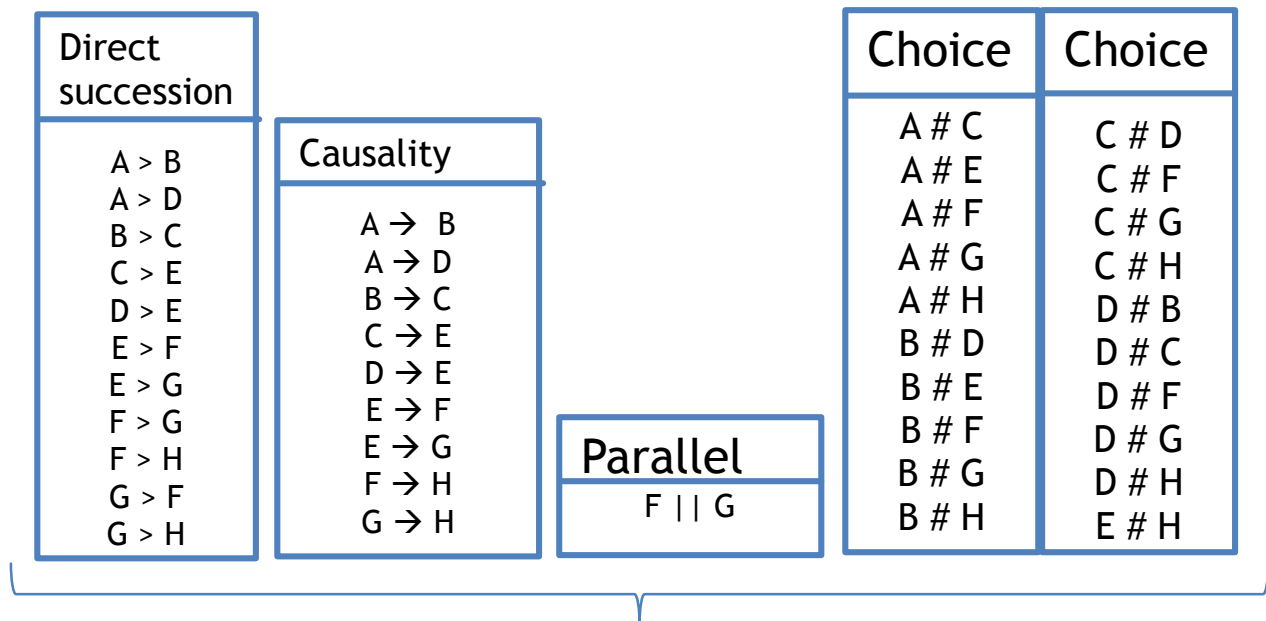 Direct
succession
A > B
A > D
B > C
C > E
D > E
E > F
E > G
F > G
F > H
G > F
G > H
Causality
A → B
A → D
B → C
C → E
D → E
E → F
E → G
F → H
G → H
Parallel
F || G
Choice
A # C
A # E
A # F
A # G
A # H
B # D
B # E
B # F
B # G
B # H
Choice
C # D
C # F
C # G
C # H
D # B
D # C
D # F
D # G
D # H
E # H